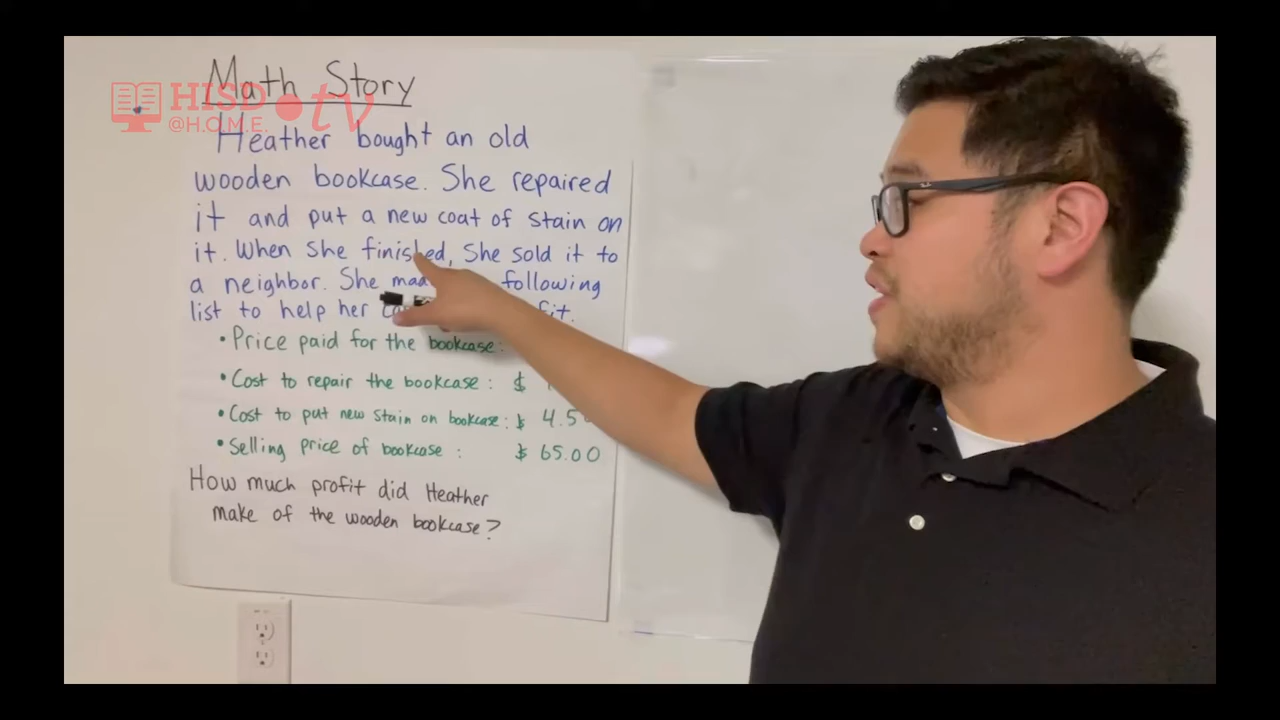 Math Story
HISD
@H.O.M.E.
tv
Heather bought an old
wooden bookcase. She repaired
it and put a new coat of stain on
it. When she finished, She sold it to
a neighbor. She following
list to help her
• Price paid for the bookcase:
• Cost to repair the bookcase : $
• Cost to put new stain on bookcase : $ 4.5
• Selling price of bookcase : $ 65.00
How much profit did Heather
make of the wooden bookcase?